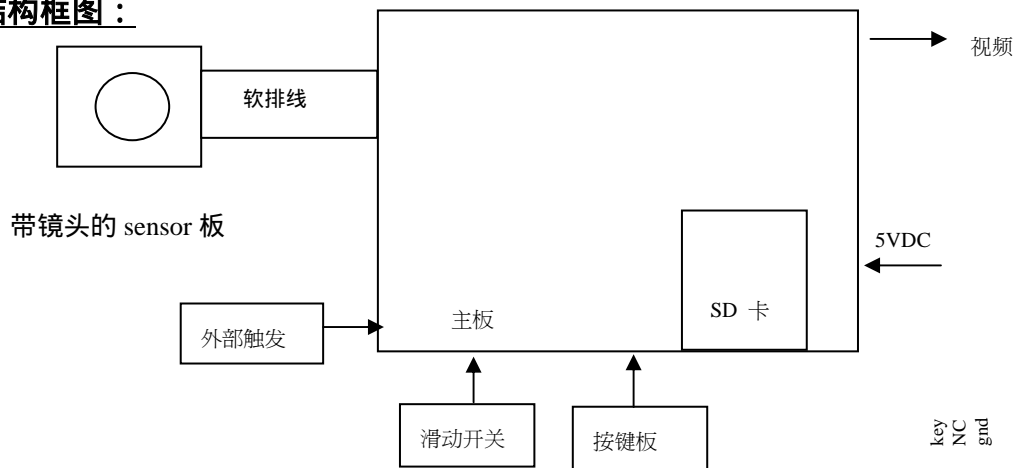 结构框图：
视频
软排线
带镜头的 sensor 板
5VDC
SD 卡
主板
外部触发
滑动开关
按键板
key
NC
gnd